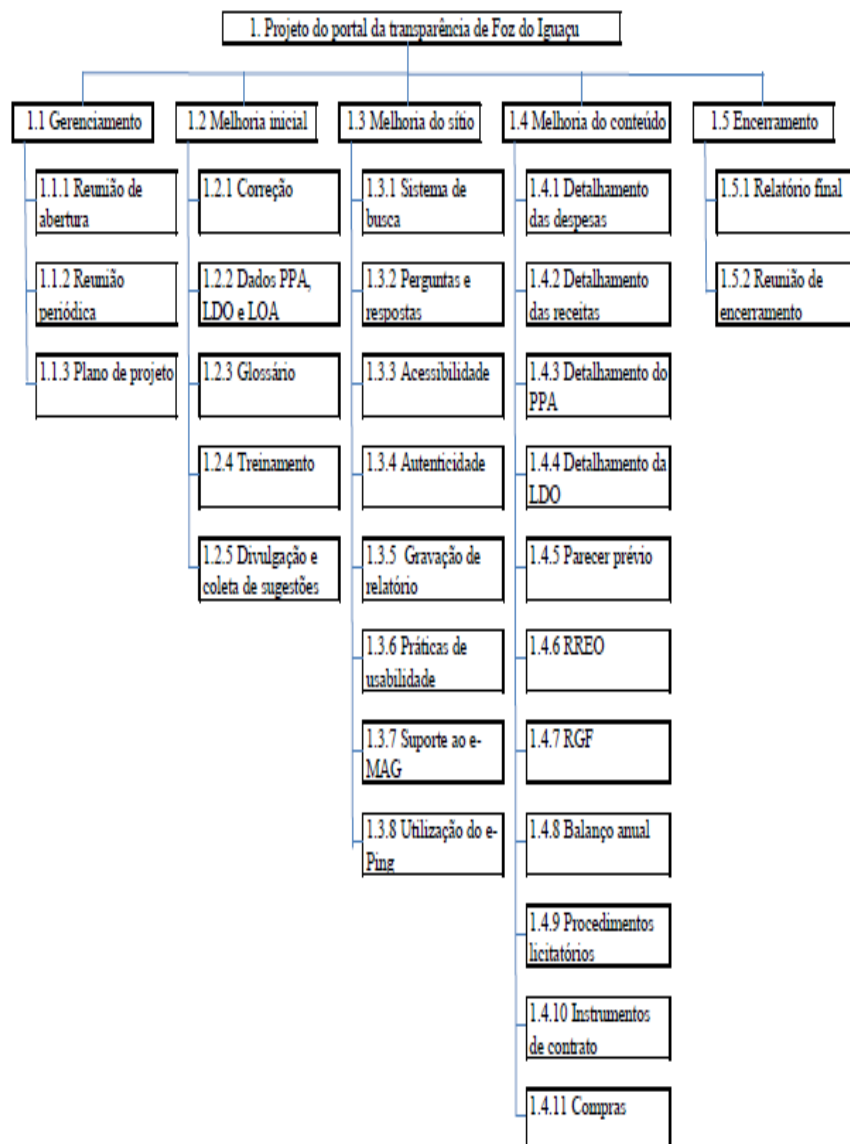 1. Projeto do portal da transparência de Foz do Iguaçu
1.1 Gerenciamento
1.2 Melhoria inicial
1.3 Melhoria do sítio
1.4 Melhoria do conteúdo
1.5 Encerramento
1.1.1 Reunião de
abertura
1.1.2 Reunião
periódica
1.1.3 Plano de projeto
1.2.1 Correção
1.2.2 Dados PPA,
LDO e LOA
1.2.3 Glossário
1.2.4 Treinamento
1.2.5 Divulgação e
coleta de sugestões
1.3.1 Sistema de
busca
1.3.2 Perguntas e
respostas
1.3.3 Acessibilidade
1.3.4 Autenticidade
1.3.5 Gravação de
relatório
1.3.6 Práticas de
usabilidade
1.3.7 Suporte ao e-
MAG
1.3.8 Utilização do e-
Ping
1.4.1 Detalhamento
das despesas
1.4.2 Detalhamento
das receitas
1.4.3 Detalhamento do
PPA
1.4.4 Detalhamento da
LDO
1.4.5 Parecer prévio
1.4.6 RREO
1.4.7 RGF
1.4.8 Balanço anual
1.4.9 Procedimentos
licitatórios
1.4.10 Instrumentos
de contrato
1.4.11 Compras
1.5.1 Relatório final
1.5.2 Reunião de
encerramento